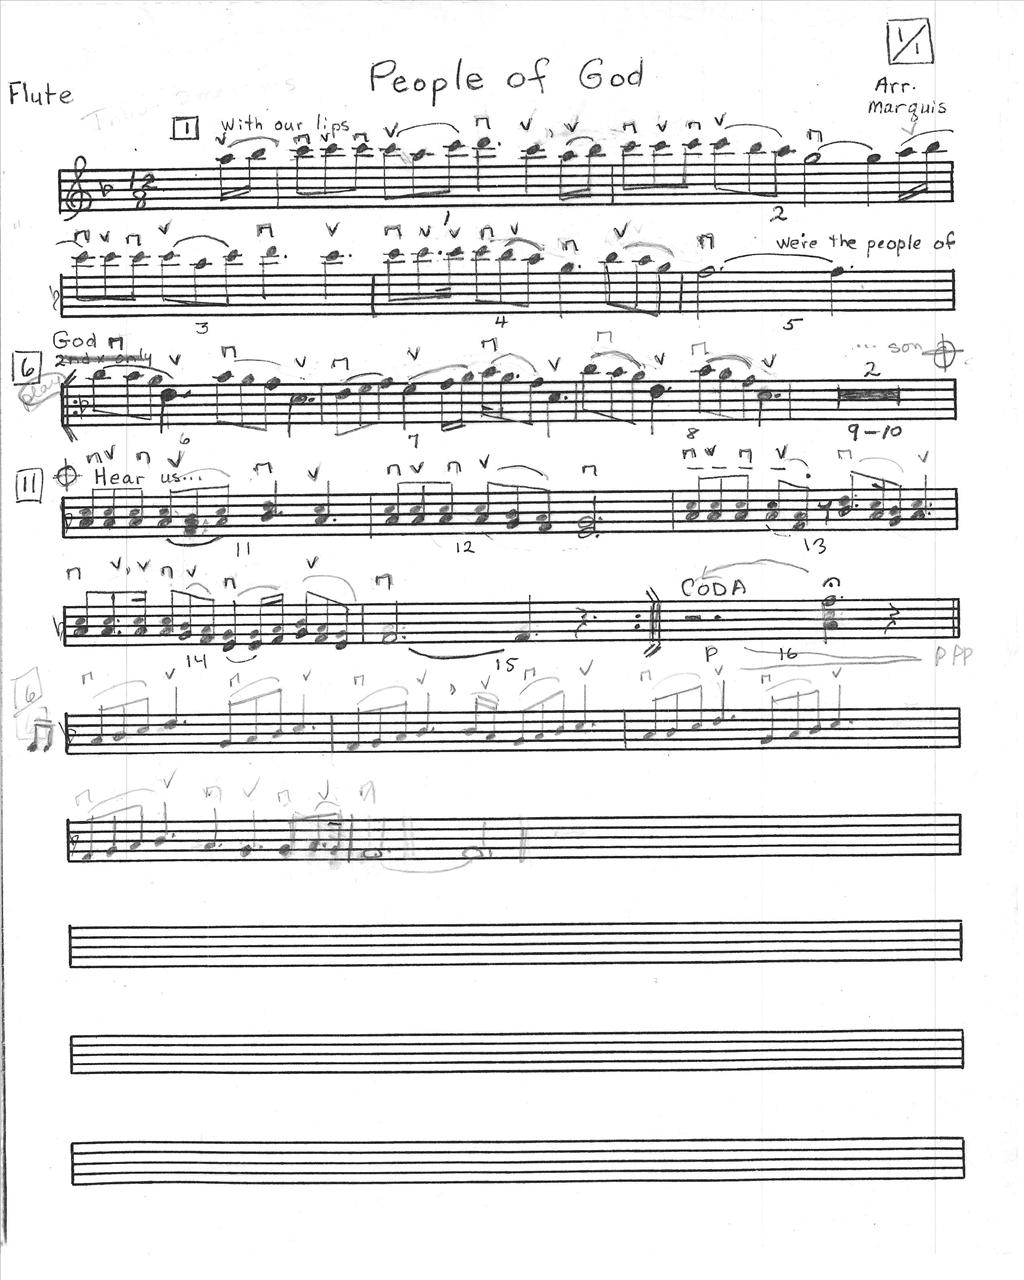 1/1
People of God
Flute
Arr.
Marquis
1 With our lips
12
8
1
2
we're the people of
3
4
5
God
2nd x only
... son
6
2
6
7
8
9-10
11 Hear us...
11
12
13
CODA
14
15
P
16
P PP
6